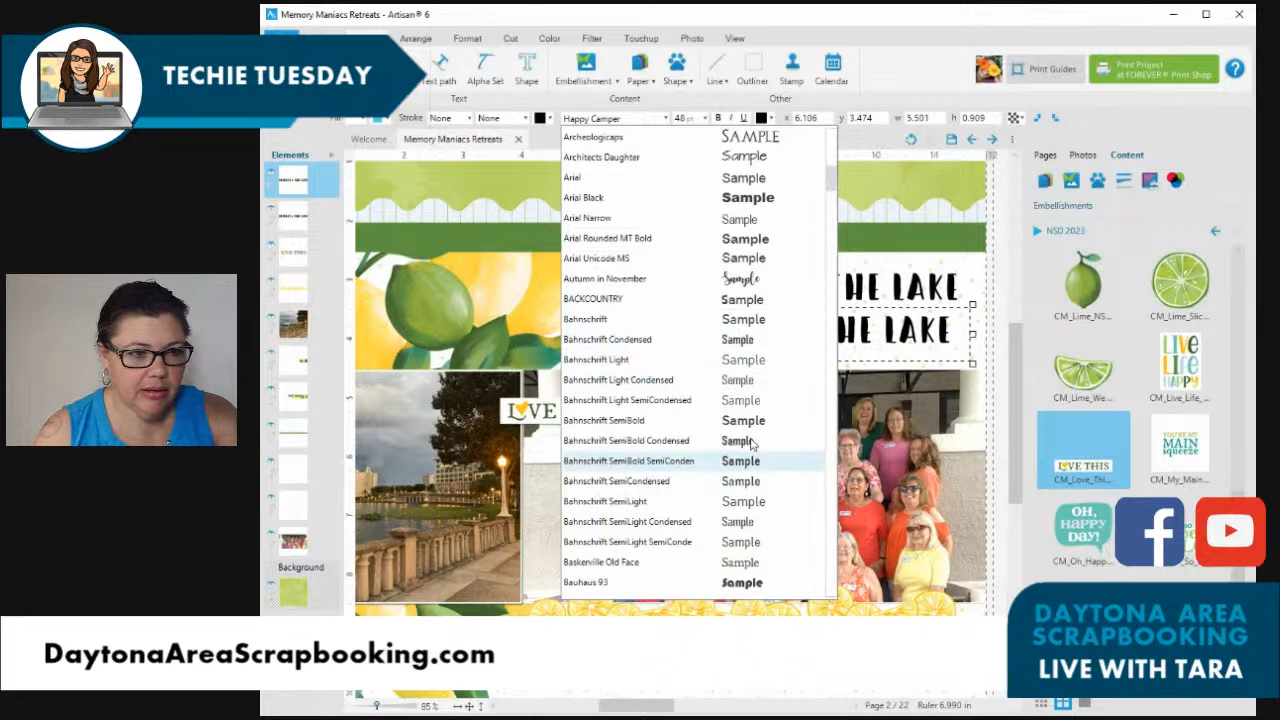 Memory Maniacs Retreats - Artisan® 6
Arrange Format Cut Color Filter Touchup Photo View
TECHIE TUESDAY
Text path Alpha Set Shape Embellishment Paper Shape Line Outliner Stamp Calendar
Print Guides
Print Project
at FOREVER® Print Shop
Text Content Other
Stroke None None Happy Camper 48 pt B I U x 6.106 y 3.474 w 5.501 h 0.909
Welcome Memory Maniacs Retreats
Elements
2 3 4 10 11 12
Pages Photos Content
Embellishments
NSD 2023
Archeologicaps SAMPLE
Architects Daughter Sample
Arial Sample
Arial Black Sample
Arial Narrow Sample
Arial Rounded MT Bold Sample
Arial Unicode MS Sample
Autumn in November Sample
BACKCOUNTRY Sample
Bahnschrift Sample
Bahnschrift Condensed Sample
Bahnschrift Light Sample
Bahnschrift Light Condensed Sample
Bahnschrift Light SemiCondensed Sample
Bahnschrift SemiBold Sample
Bahnschrift SemiBold Condensed Sample
Bahnschrift SemiBold SemiConden Sample
Bahnschrift SemiCondensed Sample
Bahnschrift SemiLight Sample
Bahnschrift SemiLight Condensed Sample
Bahnschrift SemiLight SemiConde Sample
Baskerville Old Face Sample
Bauhaus 93 Sample
HE LAKE
THE LAKE
LOVE
CM_Lime_NS...
CM_Lime_Slic...
LIVE
LIFE
HAPPY
CM_Lime_We...
CM_Live_Life_...
LOVE THIS
YOU'RE MY
MAIN
SQUEEZE
CM_Love_Thi...
CM_My_Main...
OH,
HAPPY
DAY!
CM_Oh_Happ...
Background
DaytonaAreaScrapbooking.com
DAYTONA AREA
SCRAPBOOKING
LIVE WITH TARA
85 %
Page 2 / 22 Ruler 6.990 in